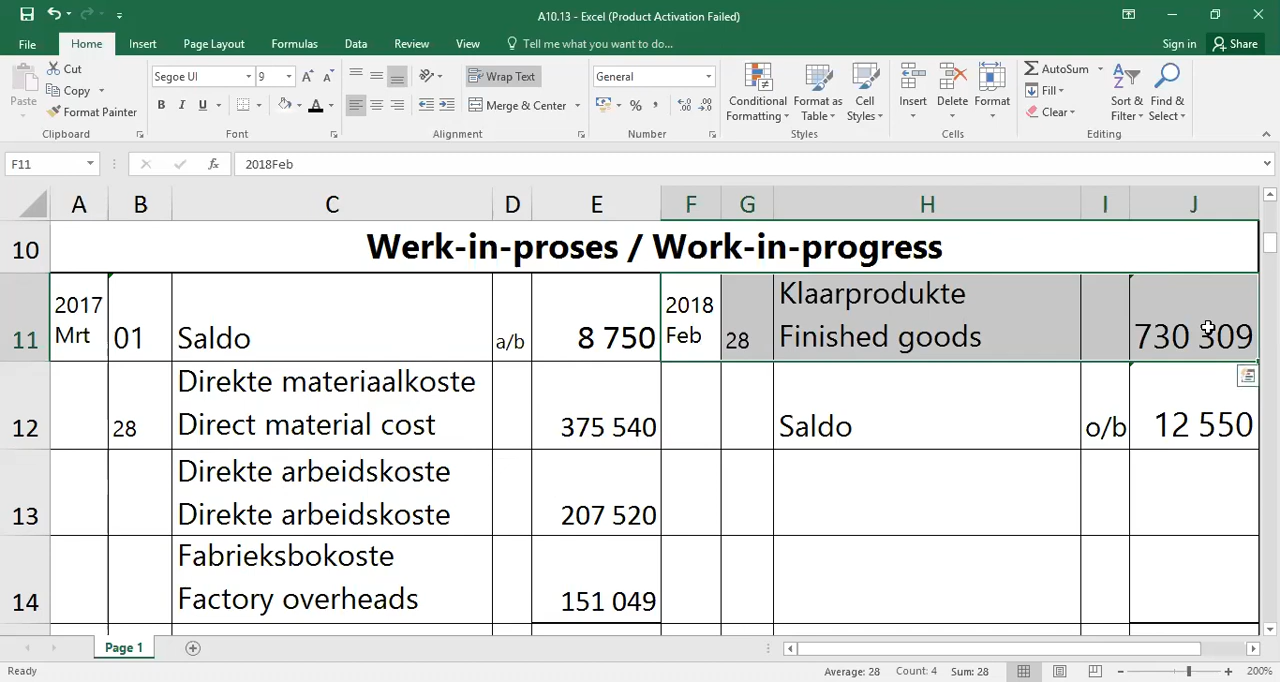 A10.13 - Excel (Product Activation Failed)
File Home Insert Page Layout Formulas Data Review View Tell me what you want to do... Sign in Share
Paste Cut Copy Format Painter Clipboard
Segoe UI 9 B I U A Font
Wrap Text Merge & Center Alignment
General % , Number
Conditional Formatting Format as Table Cell Styles Styles
Insert Delete Format Cells
AutoSum Fill Clear Sort & Filter Find & Select Editing
F11 fx 2018Feb
A B C D E F G H I J
10 Werk-in-proses / Work-in-progress
11 2017 Mrt 01 Saldo a/b 8 750 2018 Feb 28 Klaarprodukte Finished goods 730 309
12 28 Direkte materiaalkoste Direct material cost 375 540 Saldo o/b 12 550
13 Direkte arbeidskoste Direkte arbeidskoste 207 520
14 Fabrieksbokoste Factory overheads 151 049
Page 1
Ready Average: 28 Count: 4 Sum: 28 200%